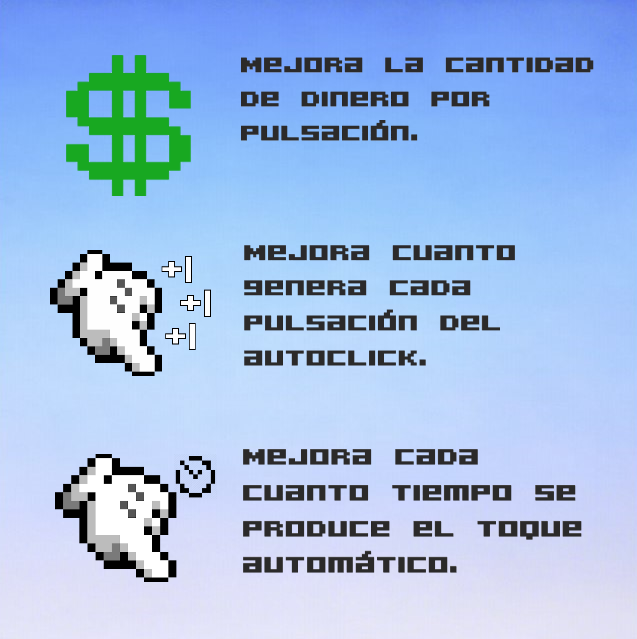 Mejora la cantidad
de dinero por
pulsación.
+1
+1
+1
Mejora cuanto
genera cada
pulsación del
autoclick.
Mejora cada
cuanto tiempo se
produce el toque
automático.